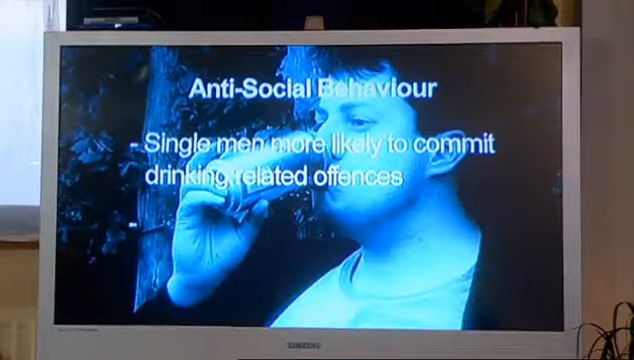 Anti-Social Behaviour
- Single men more likely to commit
drinking related offences
-
SAMSUNG